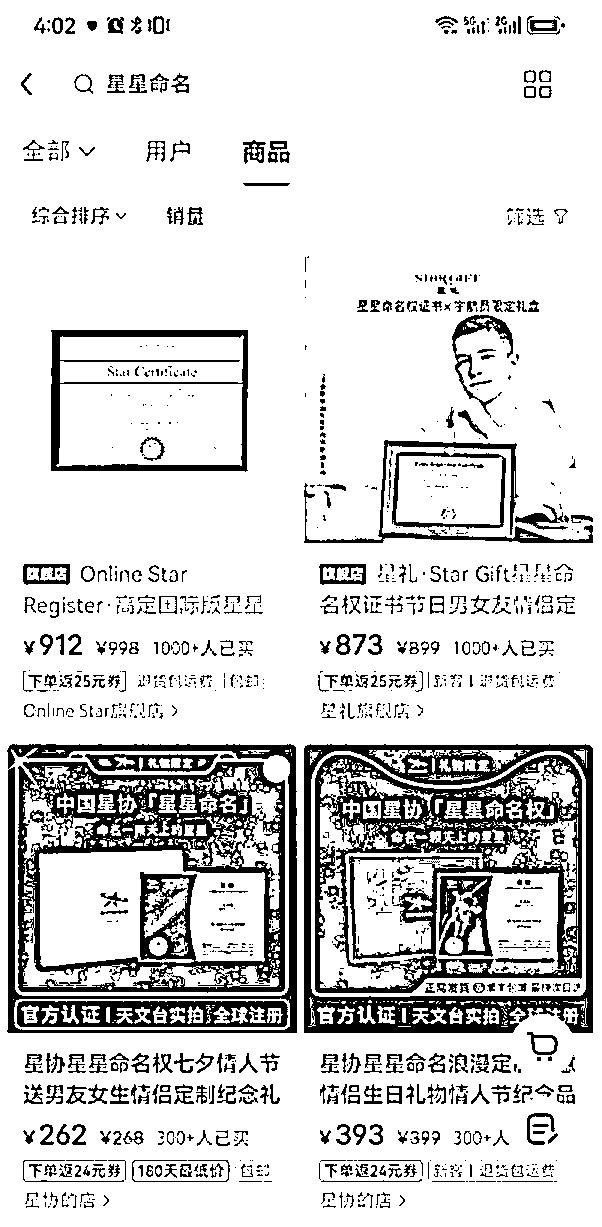 4:02
5G 2G
星星命名
全部
用户
商品
综合排序
销量
筛选
STAR GIFT
星礼
星星命名权证书×宇航员限定礼盒
Star Certificate
旗舰店 Online Star
Register·高定国际版星星
¥912 ¥998 1000+人已买
下单返25元券 退货包运费 包邮
Online Star旗舰店
旗舰店 星礼·Star Gift星星命
名权证书节日男女友情侣定
¥873 ¥899 1000+人已买
下单返25元券 新客 退货包运费
星礼旗舰店
礼物限定
中国星协「星星命名」
命名一颗天上的星星
官方认证 | 天文台实拍 全球注册
礼物限定
中国星协「星星命名权」
命名一颗天上的星星
官方认证 | 天文台实拍 全球注册
星协星星命名权七夕情人节
送男友女生情侣定制纪念礼
¥262 ¥268 300+人已买
下单返24元券 180天最低价 包邮
星协的店
星协星星命名浪漫定
情侣生日礼物情人节纪念品
¥393 ¥399 300+人
下单返24元券 新客 退货包运费
星协的店